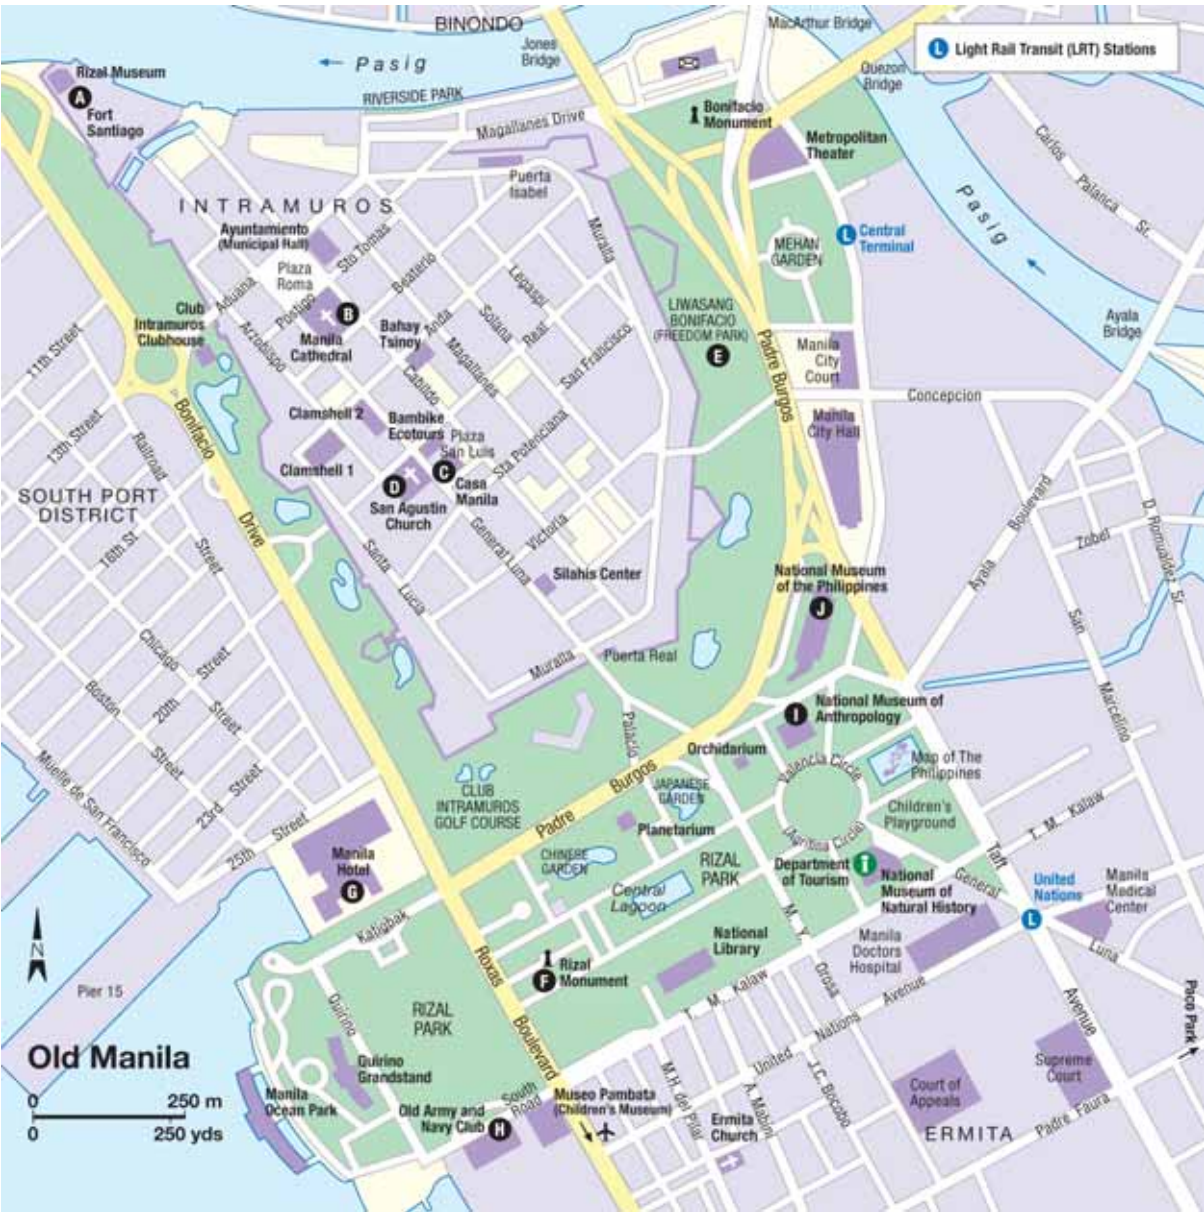 BINONDO
Jones
Bridge
MacArthur Bridge
L Light Rail Transit (LRT) Stations
Quezon
Bridge
Pasig
RIVERSIDE PARK
Rizal Museum
A
Fort
Santiago
Magallanes Drive
Bonifacio
Monument
Metropolitan
Theater
Carlos
Palanca
Sr.
Pasig
Puerta
Isabel
INTRAMUROS
Ayuntamiento
(Municipal Hall)
Sto Tomas
Muralla
L
Central
Terminal
MEHAN
GARDEN
Plaza
Roma
Beaterio
Legaspi
Aduana
Postigo
B
Manila
Cathedral
Anda
Solana
Real
LIWASANG
BONIFACIO
(FREEDOM PARK)
E
Ayala
Bridge
Club
Intramuros
Clubhouse
Arzobispo
Bahay
Tsinoy
Magallanes
San Francisco
Padre Burgos
Manila
City
Court
11th Street
Cabildo
Concepcion
Clamshell 2
Bambike
Ecotours
Plaza
San Luis
Sta Potenciana
Manila
City Hall
13th Street
Railroad
Street
Bonifacio
Drive
Clamshell 1
D
San Agustin
Church
C
Casa
Manila
SOUTH PORT
DISTRICT
16th St
General Luna
Victoria
Ayala
Boulevard
Zobel
D. Romualdez Sr.
Santa
Lucia
Silahis Center
National Museum
of the Philippines
J
San
Marcelino
Chicago
Street
Street
20th
Boston
Street
Street
23rd
Street
Muralla
Puerta Real
Palacio
I
National Museum of
Anthropology
Muelle de San Francisco
25th
Street
Orchidarium
Valencia Circle
(Agrifina Circle)
Map of The
Philippines
CLUB
INTRAMUROS
GOLF COURSE
Padre
Burgos
JAPANESE
GARDEN
Planetarium
Children's
Playground
T. M. Kalaw
Taft
Avenue
Manila
Hotel
G
CHINESE
GARDEN
RIZAL
PARK
Department
of Tourism
i
National
Museum of
Natural History
General
Luna
United
Nations
L
Manila
Medical
Center
Central
Lagoon
Katigbak
N
National
Library
M. Y.
Orosa
Manila
Doctors
Hospital
Roxas
Boulevard
F
Rizal
Monument
Pier 15
Quirino
RIZAL
PARK
T. M. Kalaw
United
Nations
Avenue
Paco Park
Old Manila
0 250 m
0 250 yds
Quirino
Grandstand
Manila
Ocean Park
South
Road
Old Army and
Navy Club
H
Museo Pambata
(Children's Museum)
M.H. del Pilar
A. Mabini
J.C. Bocobo
Ermita
Church
Court of
Appeals
Supreme
Court
ERMITA
Padre Faura